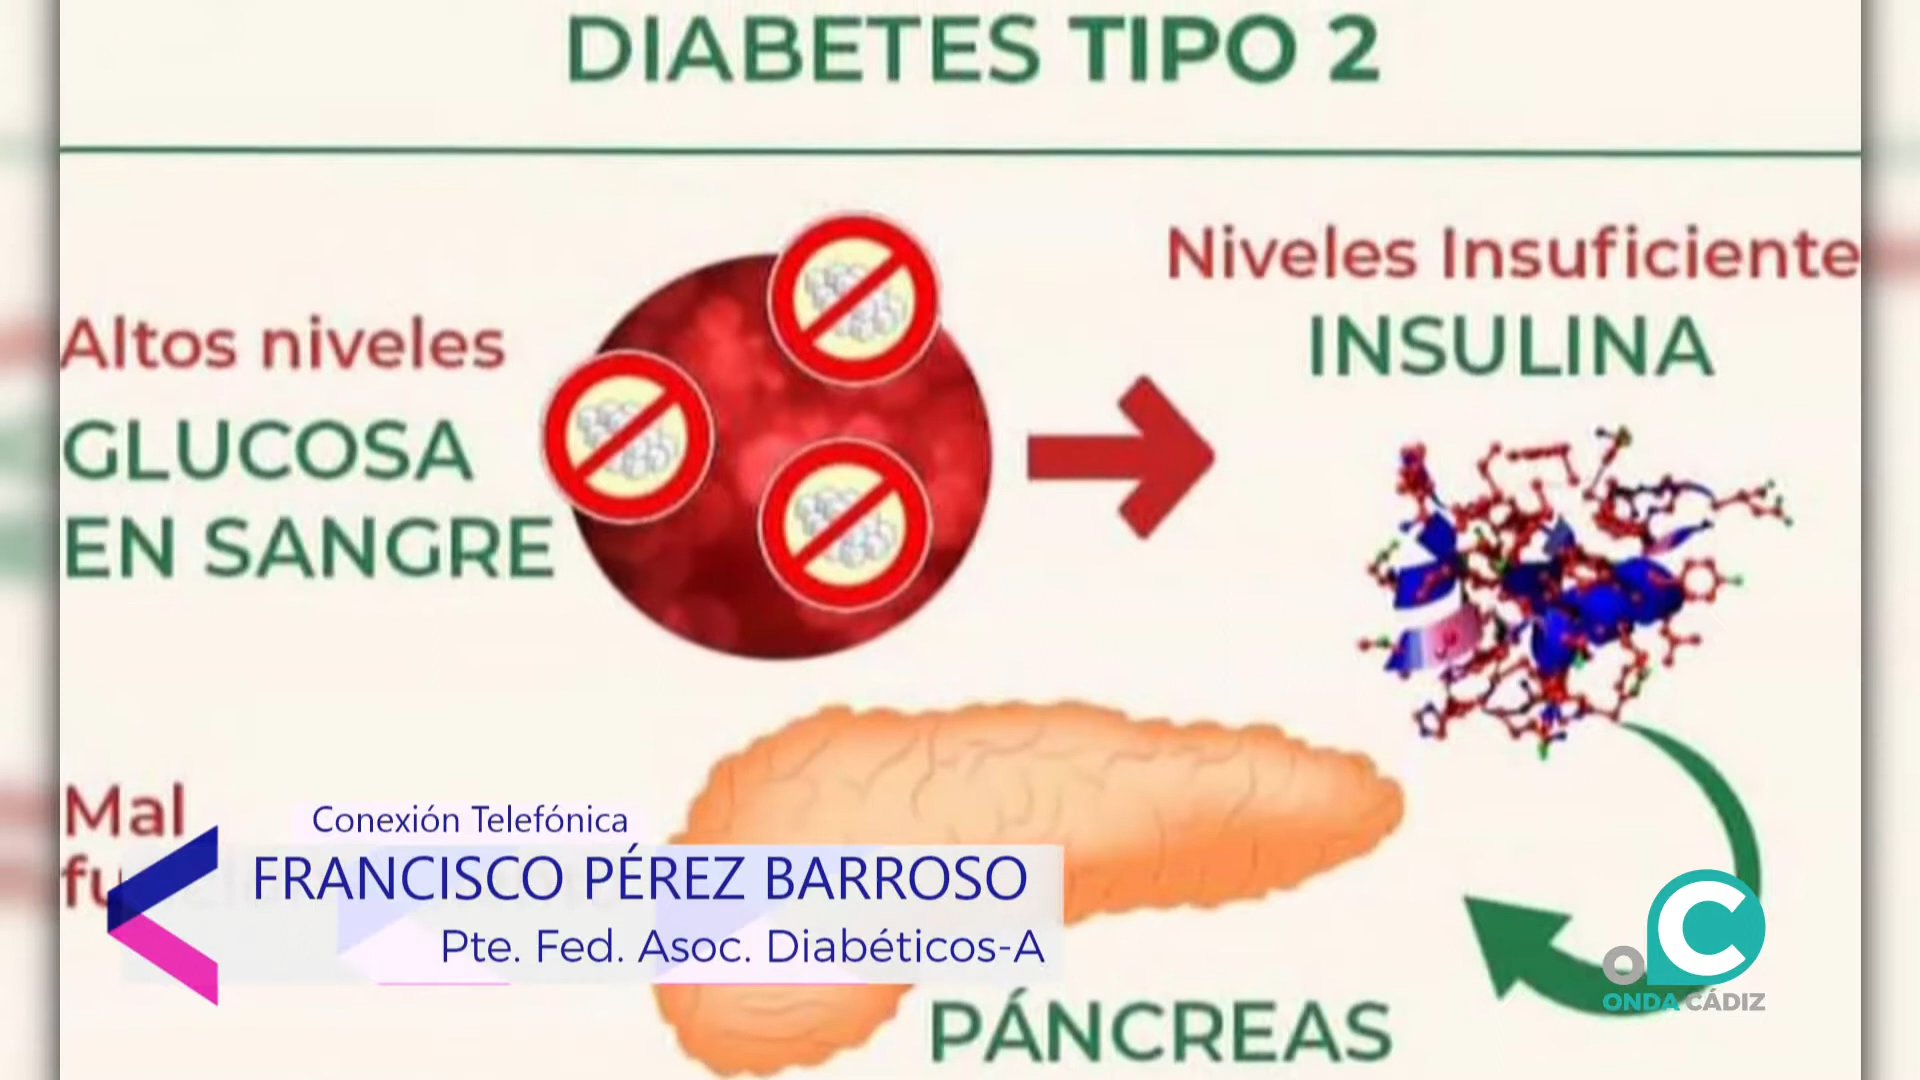 DIABETES TIPO 2
Altos niveles
GLUCOSA
EN SANGRE
Niveles Insuficiente
INSULINA
Mal
fu
Conexión Telefónica
FRANCISCO PÉREZ BARROSO
Pte. Fed. Asoc. Diabéticos-A
PÁNCREAS
O C
ONDA CÁDIZ